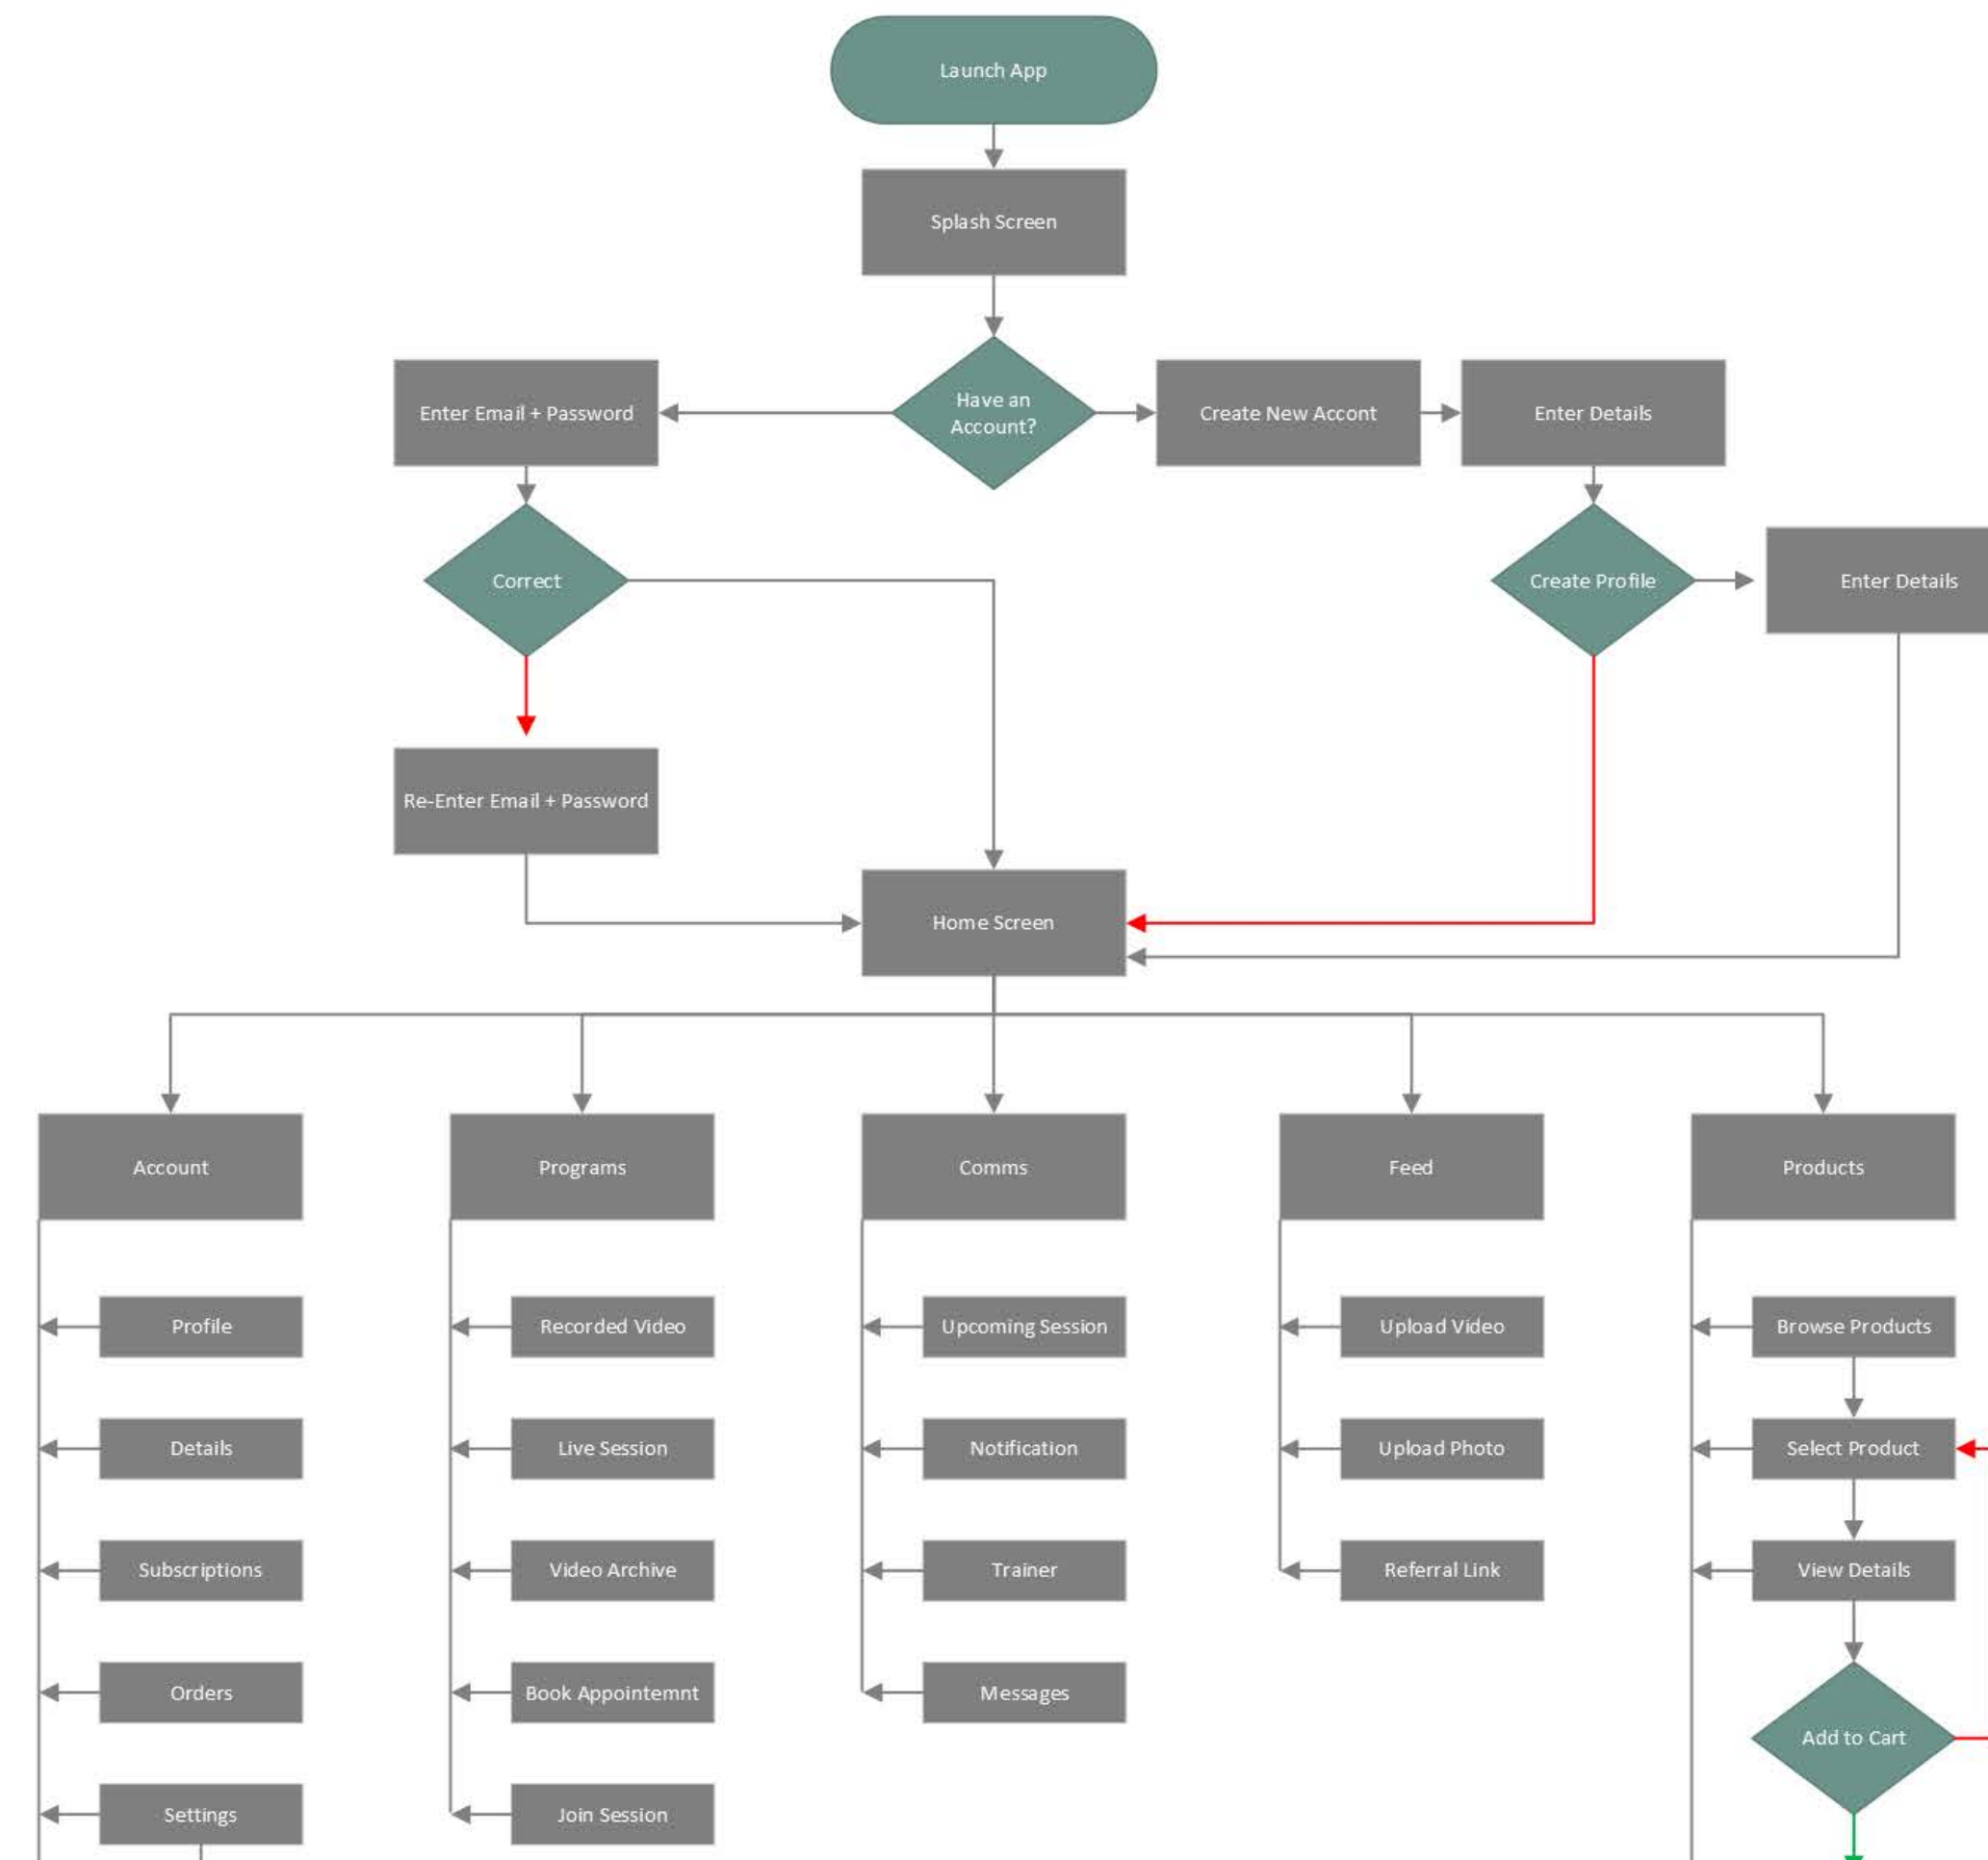 Launch App
Splash Screen
Have an
Account?
Enter Email + Password
Create New Accont
Enter Details
Correct
Create Profile
Enter Details
Re-Enter Email + Password
Home Screen
Account
Programs
Comms
Feed
Products
Profile
Recorded Video
Upcoming Session
Upload Video
Browse Products
Details
Live Session
Notification
Upload Photo
Select Product
Subscriptions
Video Archive
Trainer
Referral Link
View Details
Orders
Book Appointemnt
Messages
Add to Cart
Settings
Join Session